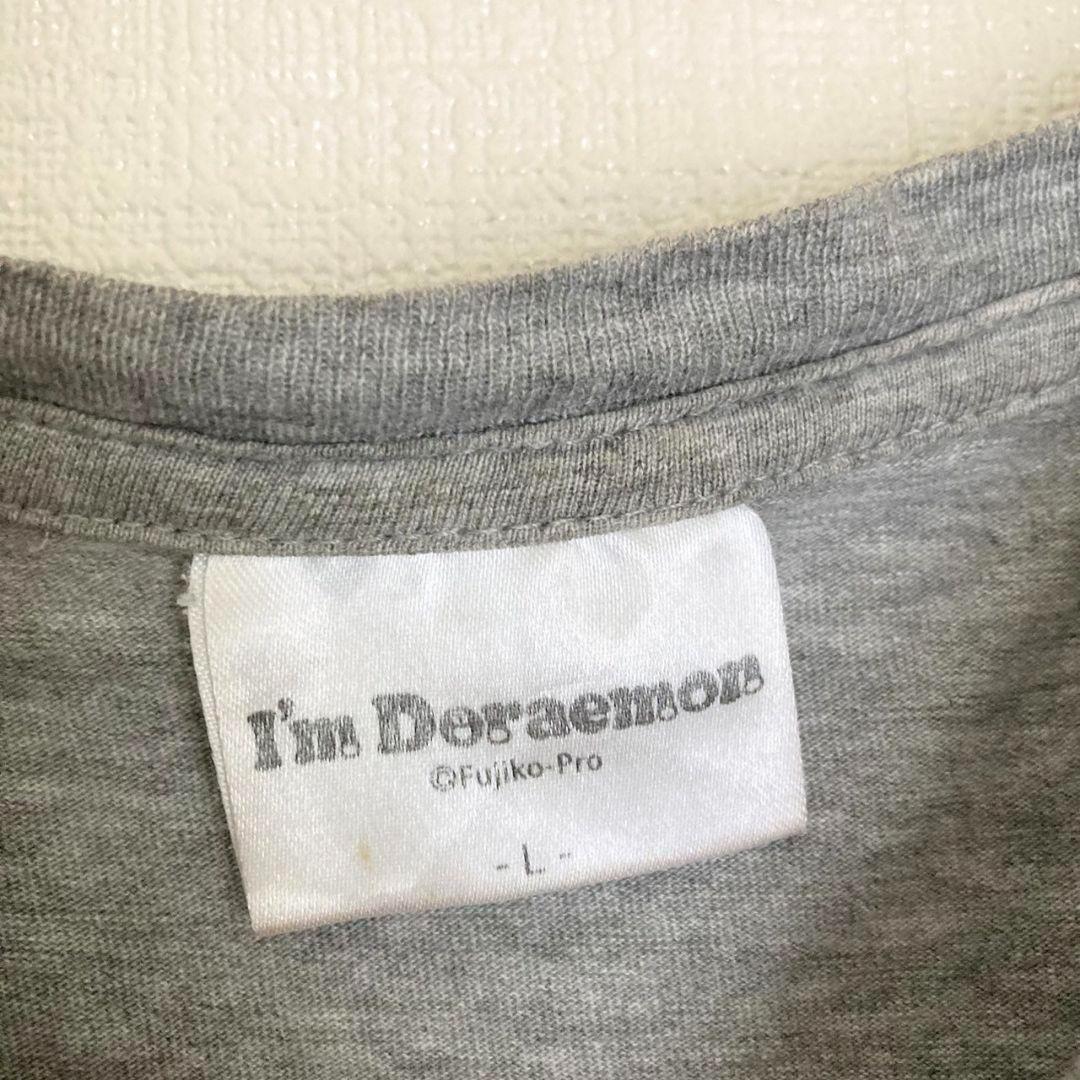 I'm Doraemon
©Fujiko-Pro
- L -